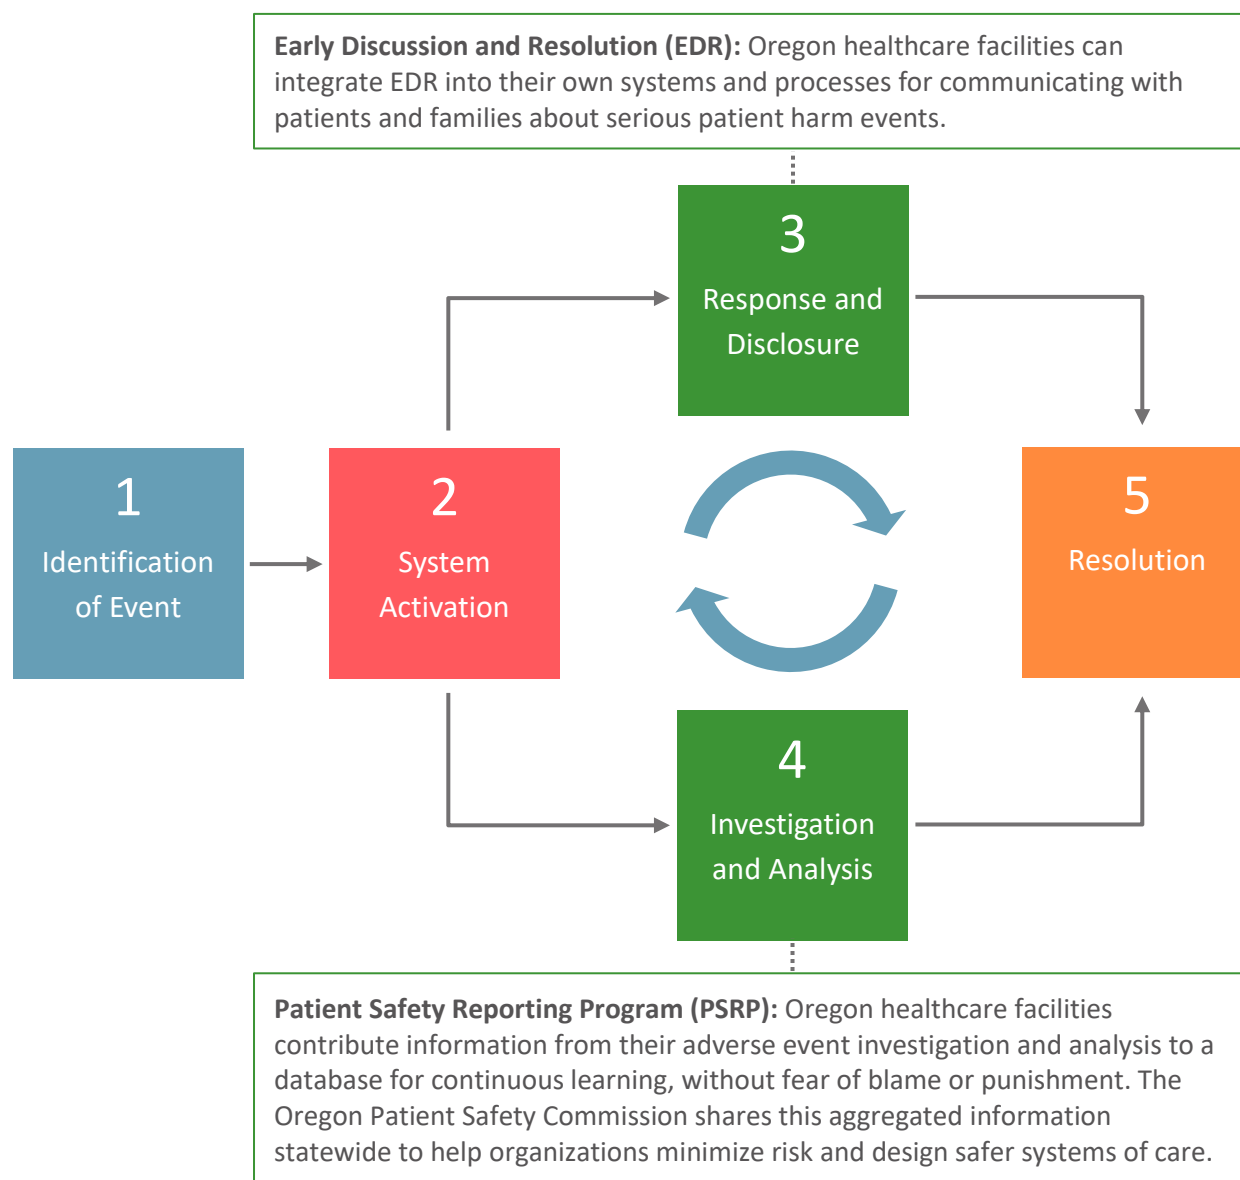 Early Discussion and Resolution (EDR): Oregon healthcare facilities can
integrate EDR into their own systems and processes for communicating with
patients and families about serious patient harm events.
3
Response and
Disclosure
1
Identification
of Event
2
System
Activation
5
Resolution
4
Investigation
and Analysis
Patient Safety Reporting Program (PSRP): Oregon healthcare facilities
contribute information from their adverse event investigation and analysis to a
database for continuous learning, without fear of blame or punishment. The
Oregon Patient Safety Commission shares this aggregated information
statewide to help organizations minimize risk and design safer systems of care.